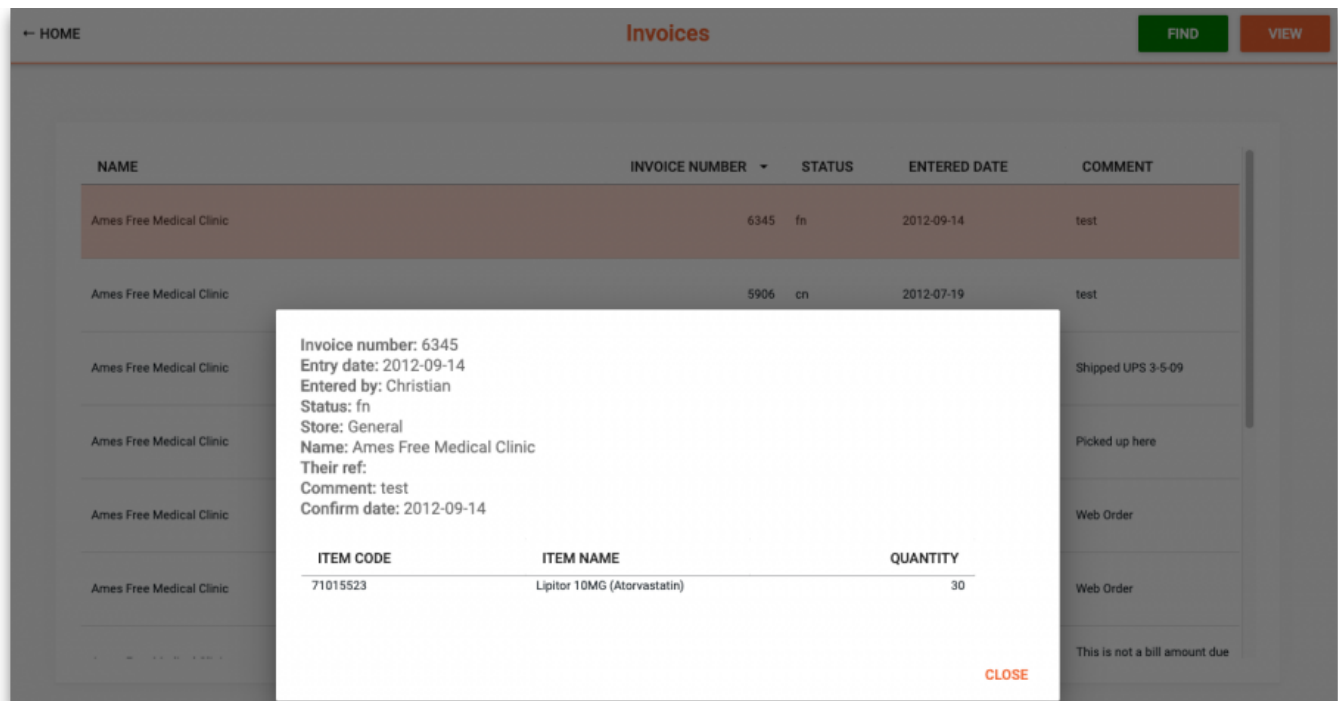 ← HOME Invoices FIND VIEW
NAME INVOICE NUMBER STATUS ENTERED DATE COMMENT
Ames Free Medical Clinic 6345 fn 2012-09-14 test
Ames Free Medical Clinic 5906 cn 2012-07-19 test
Ames Free Medical Clinic Shipped UPS 3-5-09
Ames Free Medical Clinic Picked up here
Ames Free Medical Clinic Web Order
Ames Free Medical Clinic Web Order
This is not a bill amount due
Invoice number: 6345
Entry date: 2012-09-14
Entered by: Christian
Status: fn
Store: General
Name: Ames Free Medical Clinic
Their ref:
Comment: test
Confirm date: 2012-09-14
ITEM CODE ITEM NAME QUANTITY
71015523 Lipitor 10MG (Atorvastatin) 30
CLOSE